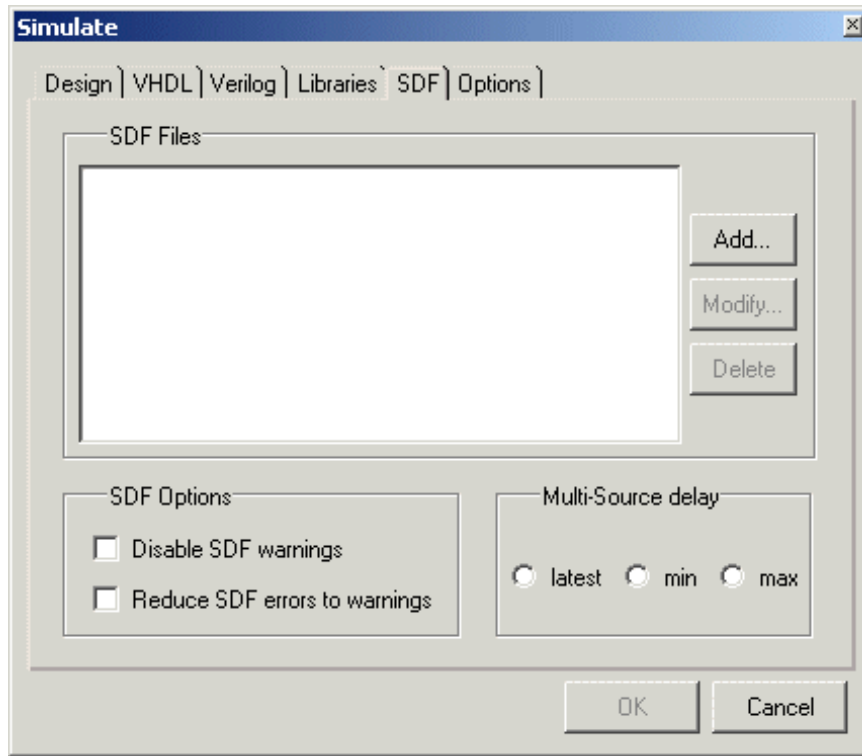 Simulate
Design VHDL Verilog Libraries SDF Options
SDF Files
Add...
Modify...
Delete
SDF Options
Disable SDF warnings
Reduce SDF errors to warnings
Multi-Source delay
latest min max
OK Cancel